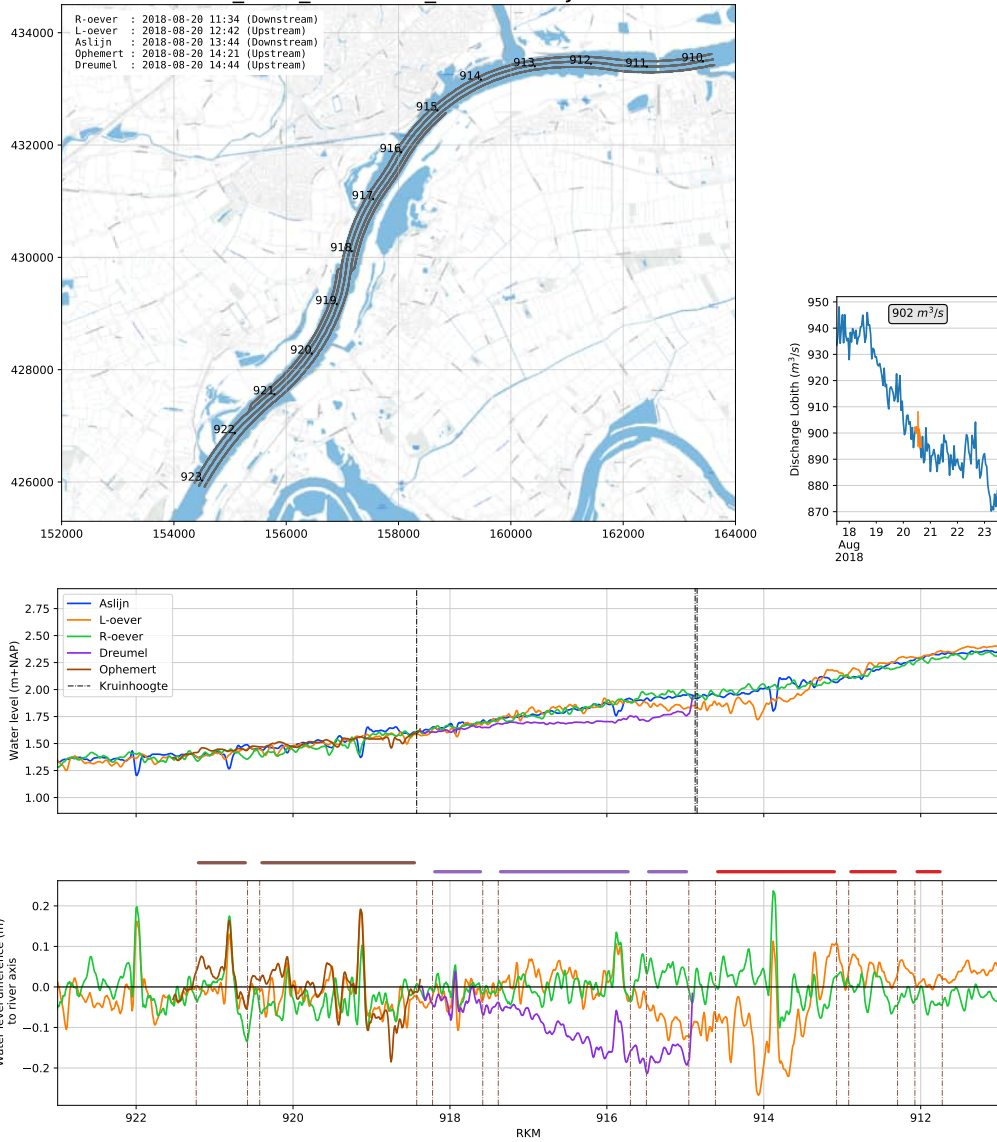 R-oever : 2018-08-20 11:34 (Downstream)
L-oever : 2018-08-20 12:42 (Upstream)
Aslijn : 2018-08-20 13:44 (Downstream)
Ophemert : 2018-08-20 14:21 (Upstream)
Dreumel : 2018-08-20 14:44 (Upstream)
434000
432000
430000
428000
426000
910
911
912
913
914
915
916
917
918
919
920
921
922
923
152000 154000 156000 158000 160000 162000 164000
902 m³/s
Discharge Lobith (m³/s)
950
940
930
920
910
900
890
880
870
18 19 20 21 22 23
Aug
2018
Water level (m+NAP)
2.75
2.50
2.25
2.00
1.75
1.50
1.25
1.00
Aslijn
L-oever
R-oever
Dreumel
Ophemert
Kruinhoogte
to river axis
0.2
0.1
0.0
−0.1
−0.2
922 920 918 916 914 912
RKM